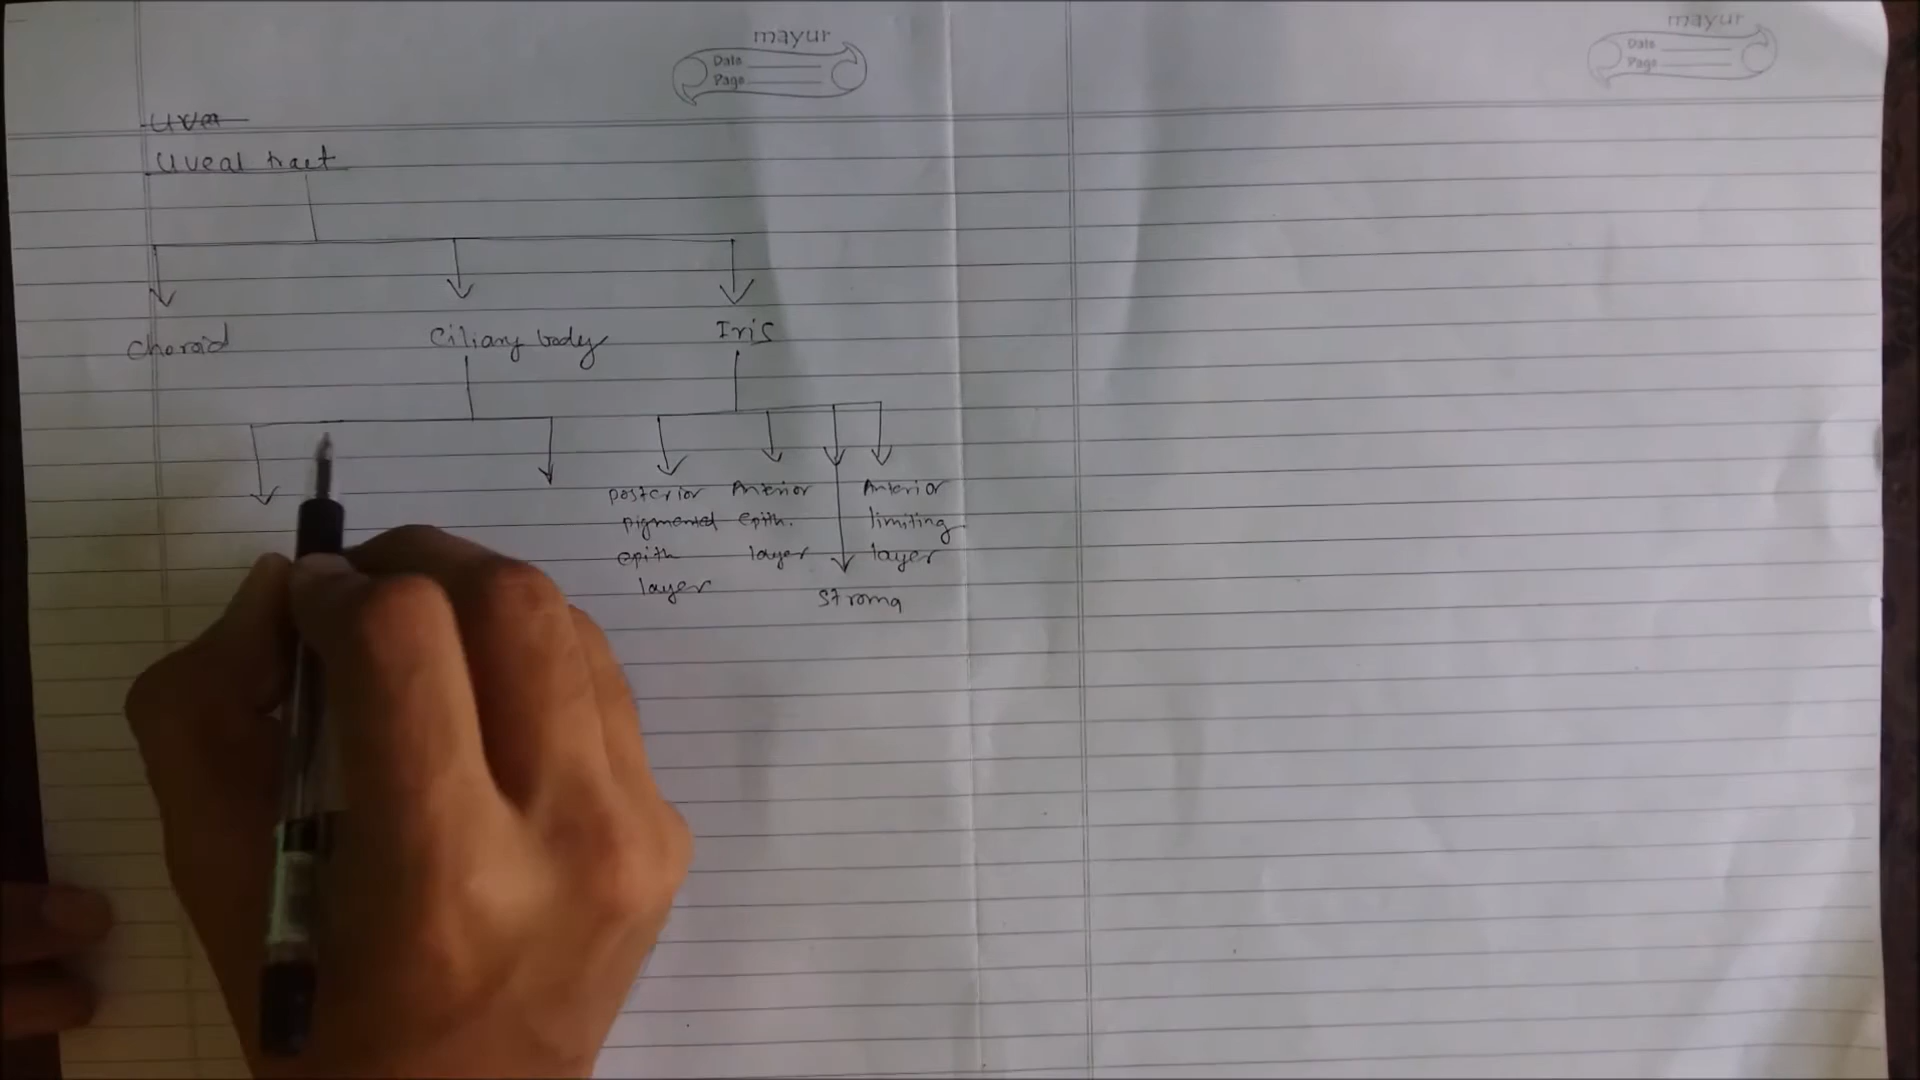 mayur
Date
Page
mayur
Date
Page
Uvea
Uveal tract
Choroid
Ciliary body
Iris
posterior
pigmented
epith
layer
Anterior
epith.
layer
Stroma
Anterior
limiting
layer